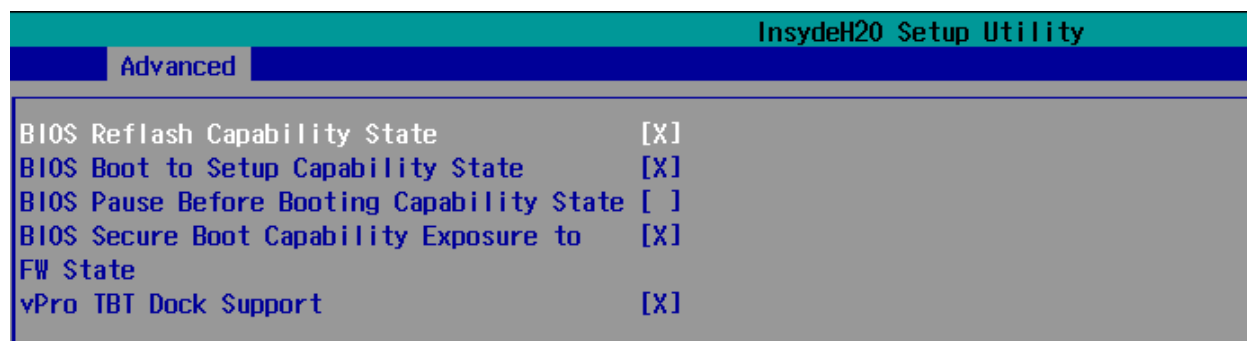 InsydeH20 Setup Utility
Advanced
BIOS Reflash Capability State [X]
BIOS Boot to Setup Capability State [X]
BIOS Pause Before Booting Capability State [ ]
BIOS Secure Boot Capability Exposure to [X]
FW State
vPro TBT Dock Support [X]